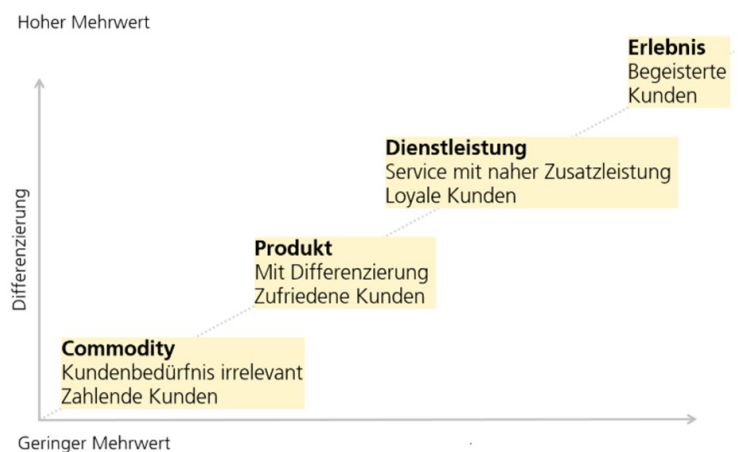 Hoher Mehrwert
Erlebnis
Begeisterte
Kunden
Dienstleistung
Service mit naher Zusatzleistung
Loyale Kunden
Differenzierung
Produkt
Mit Differenzierung
Zufriedene Kunden
Commodity
Kundenbedürfnis irrelevant
Zahlende Kunden
Geringer Mehrwert